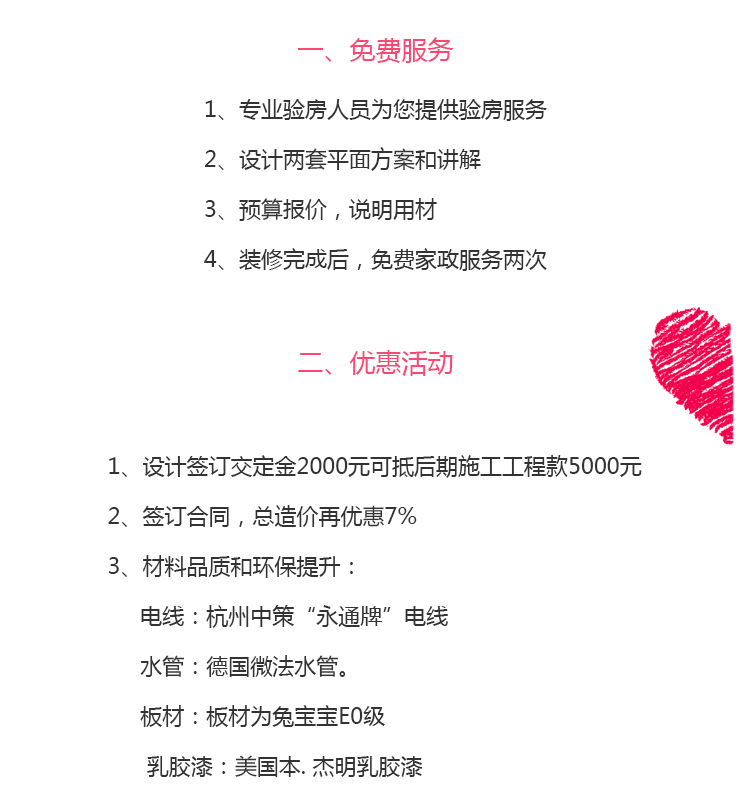 一、免费服务
1、专业验房人员为您提供验房服务
2、设计两套平面方案和讲解
3、预算报价，说明用材
4、装修完成后，免费家政服务两次
二、优惠活动
1、设计签订交定金2000元可抵后期施工工程款5000元
2、签订合同，总造价再优惠7%
3、材料品质和环保提升：
电线：杭州中策“永通牌”电线
水管：德国微法水管。
板材：板材为兔宝宝E0级
乳胶漆：美国本. 杰明乳胶漆